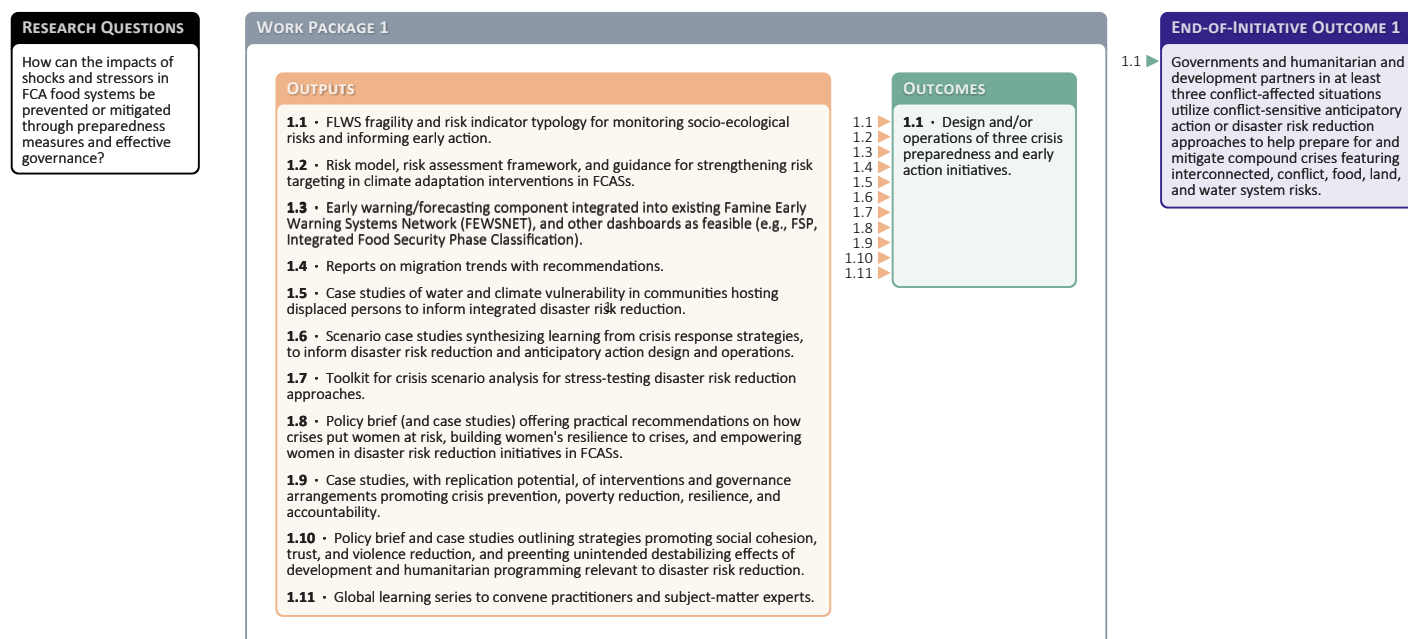 RESEARCH QUESTIONS
How can the impacts of
shocks and stressors in
FCA food systems be
prevented or mitigated
through preparedness
measures and effective
governance?
WORK PACKAGE 1
OUTPUTS
1.1 · FLWS fragility and risk indicator typology for monitoring socio-ecological
risks and informing early action.
1.2 · Risk model, risk assessment framework, and guidance for strengthening risk
targeting in climate adaptation interventions in FCASs.
1.3 · Early warning/forecasting component integrated into existing Famine Early
Warning Systems Network (FEWSNET), and other dashboards as feasible (e.g., FSP,
Integrated Food Security Phase Classification).
1.4 · Reports on migration trends with recommendations.
1.5 · Case studies of water and climate vulnerability in communities hosting
displaced persons to inform integrated disaster risk reduction.
1.6 · Scenario case studies synthesizing learning from crisis response strategies,
to inform disaster risk reduction and anticipatory action design and operations.
1.7 · Toolkit for crisis scenario analysis for stress-testing disaster risk reduction
approaches.
1.8 · Policy brief (and case studies) offering practical recommendations on how
crises put women at risk, building women's resilience to crises, and empowering
women in disaster risk reduction initiatives in FCASs.
1.9 · Case studies, with replication potential, of interventions and governance
arrangements promoting crisis prevention, poverty reduction, resilience, and
accountability.
1.10 · Policy brief and case studies outlining strategies promoting social cohesion,
trust, and violence reduction, and preenting unintended destabilizing effects of
development and humanitarian programming relevant to disaster risk reduction.
1.11 · Global learning series to convene practitioners and subject-matter experts.
1.1
1.2
1.3
1.4
1.5
1.6
1.7
1.8
1.9
1.10
1.11
OUTCOMES
1.1 · Design and/or
operations of three crisis
preparedness and early
action initiatives.
1.1
END-OF-INITIATIVE OUTCOME 1
Governments and humanitarian and
development partners in at least
three conflict-affected situations
utilize conflict-sensitive anticipatory
action or disaster risk reduction
approaches to help prepare for and
mitigate compound crises featuring
interconnected, conflict, food, land,
and water system risks.